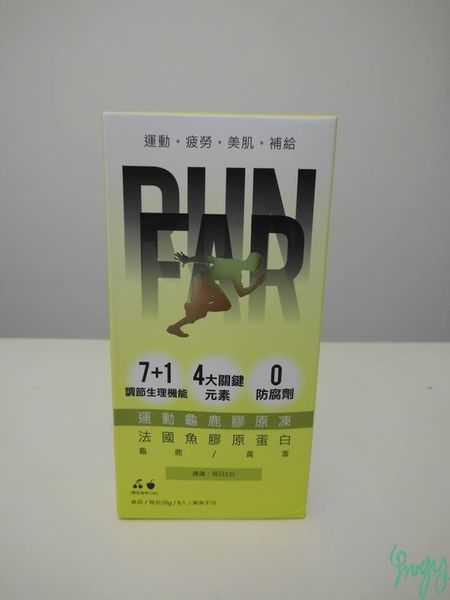 運動・疲勞・美肌・補給
RUN
FAR
7+1
調節生理機能
4大關鍵
元素
0
防腐劑
運動龜鹿膠原凍
法國魚膠原蛋白
龜鹿/黃耆